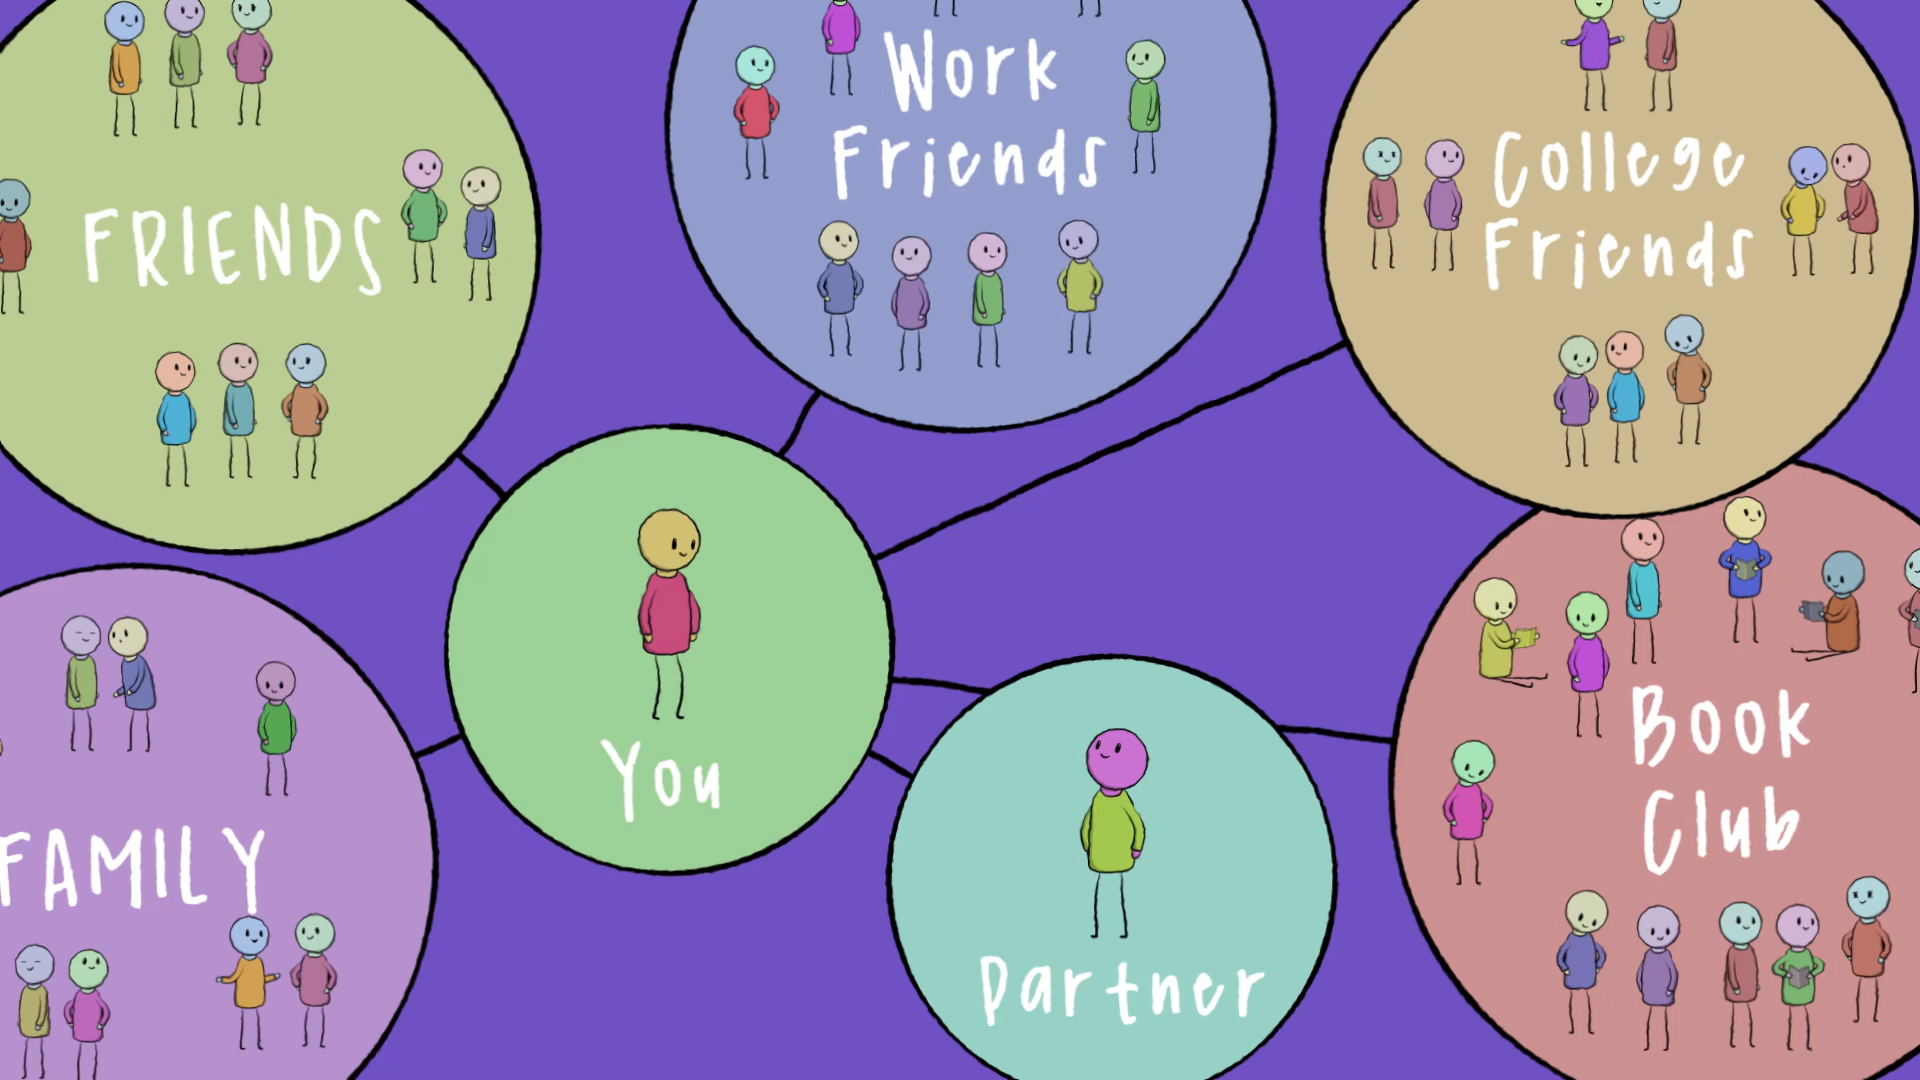 FRIENDS
Work
Friends
College
Friends
You
FAMILY
Partner
Book
Club